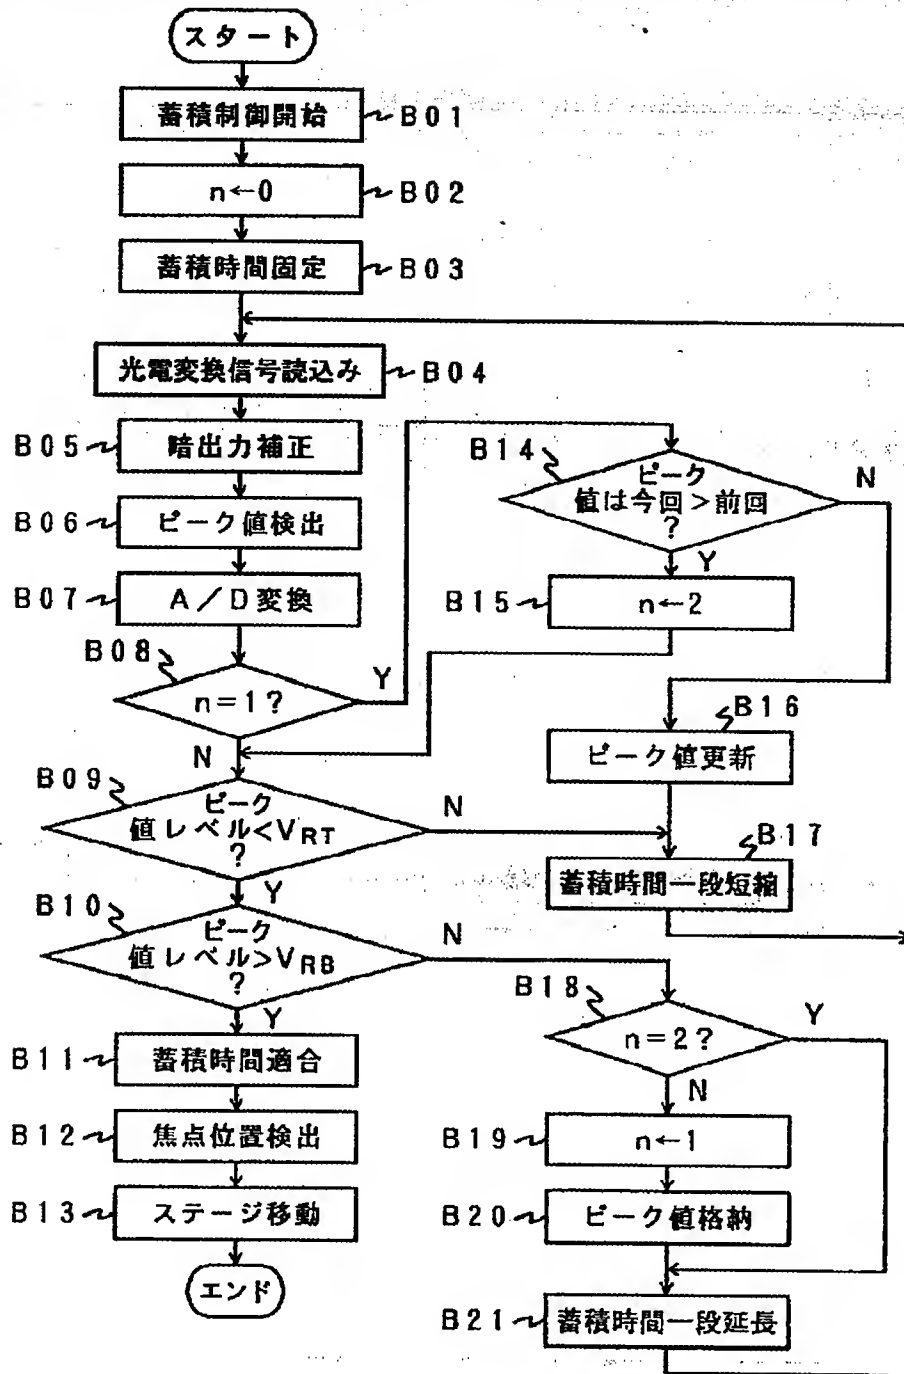 スタート
蓄積制御開始 B01
n←0 B02
蓄積時間固定 B03
光電変換信号読込み B04
B05 暗出力補正
B06 ピーク値検出
B07 A/D変換
B08 n=1? Y
N
B09 ピーク
値レベル<VRT
?
N
Y
B10 ピーク
値レベル>VRB
?
N
Y
B11 蓄積時間適合
B12 焦点位置検出
B13 ステージ移動
エンド
B14 ピーク
値は今回>前回
?
N
Y
B15 n←2
B16
ピーク値更新
B17
蓄積時間一段短縮
B18 n=2? Y
N
B19 n←1
B20 ピーク値格納
B21 蓄積時間一段延長